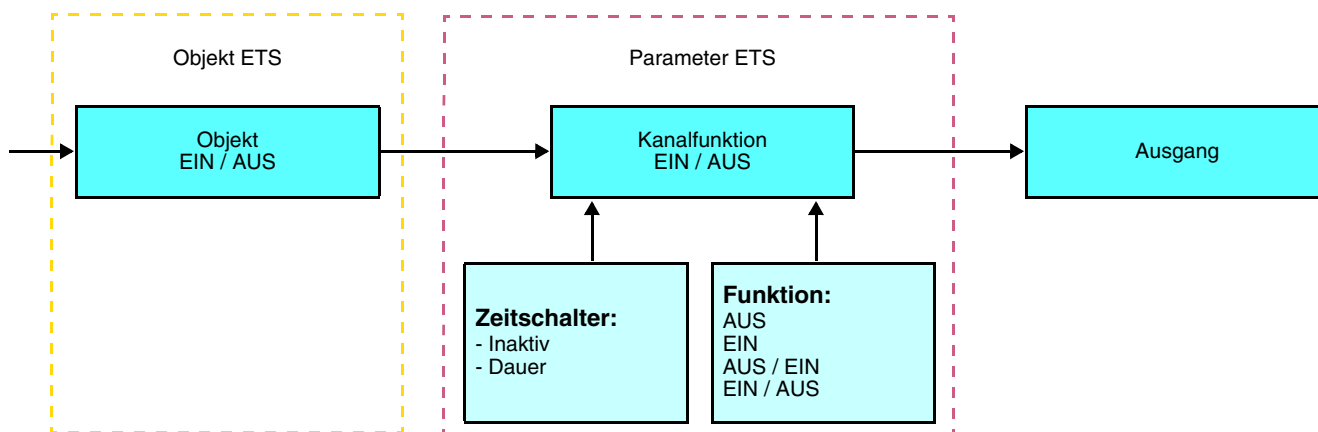 Objekt ETS
Parameter ETS
Objekt
EIN / AUS
Kanalfunktion
EIN / AUS
Ausgang
Zeitschalter:
- Inaktiv
- Dauer
Funktion:
AUS
EIN
AUS / EIN
EIN / AUS